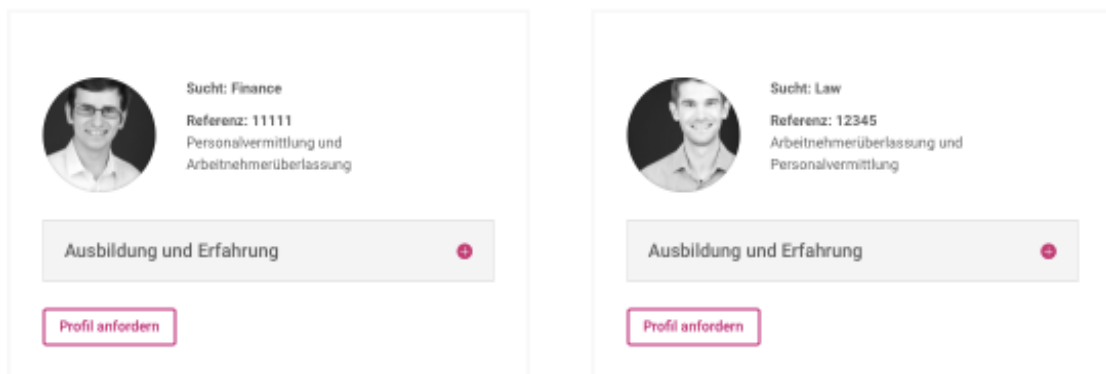 Sucht: Finance
Referenz: 11111
Personalvermittlung und
Arbeitnehmerüberlassung
Ausbildung und Erfahrung
Profil anfordern
Sucht: Law
Referenz: 12345
Arbeitnehmerüberlassung und
Personalvermittlung
Ausbildung und Erfahrung
Profil anfordern